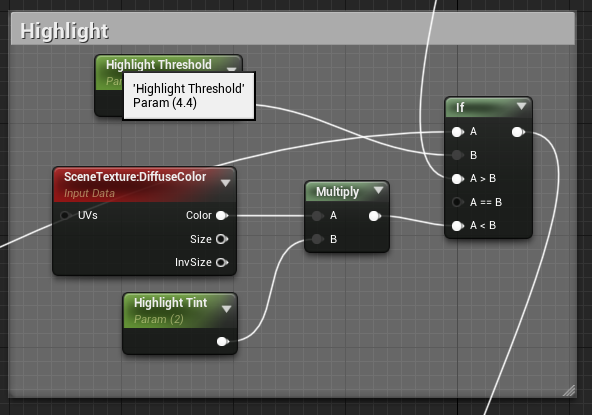 Highlight
Highlight Threshold
Par
'Highlight Threshold'
Param (4.4)
If
A
B
A > B
A == B
A < B
SceneTexture:DiffuseColor
Input Data
UVs
Color
Size
InvSize
Multiply
A
B
Highlight Tint
Param (2)